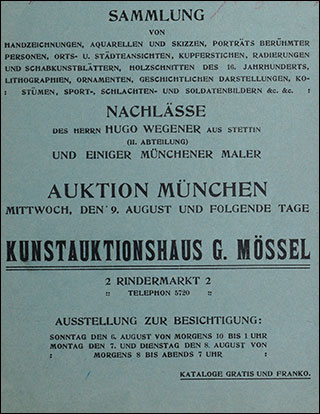 SAMMLUNG
VON
HANDZEICHNUNGEN, AQUARELLEN UND SKIZZEN, PORTRÄTS BERÜHMTER
PERSONEN, ORTS- U. STÄDTEANSICHTEN, KUPFERSTICHEN, RADIERUNGEN
UND SCHABKUNSTBLÄTTERN, HOLZSCHNITTEN DES 16. JAHRHUNDERTS,
LITHOGRAPHIEN, ORNAMENTEN, GESCHICHTLICHEN DARSTELLUNGEN, KO-
: STÜMEN, SPORT-, SCHLACHTEN- UND SOLDATENBILDERN &c. &c. :
NACHLÄSSE
DES HERRN HUGO WEGENER AUS STETTIN
(II. ABTEILUNG)
UND EINIGER MÜNCHENER MALER
AUKTION MÜNCHEN
MITTWOCH, DEN 9. AUGUST UND FOLGENDE TAGE
KUNSTAUKTIONSHAUS G. MÖSSEL
2 RINDERMARKT 2
:: TELEPHON 5720 ::
AUSSTELLUNG ZUR BESICHTIGUNG:
SONNTAG DEN 6. AUGUST VON MORGENS 10 BIS 1 UHR
MONTAG DEN 7. UND DIENSTAG DEN 8. AUGUST VON
: MORGENS 8 BIS ABENDS 7 UHR :
KATALOGE GRATIS UND FRANKO.